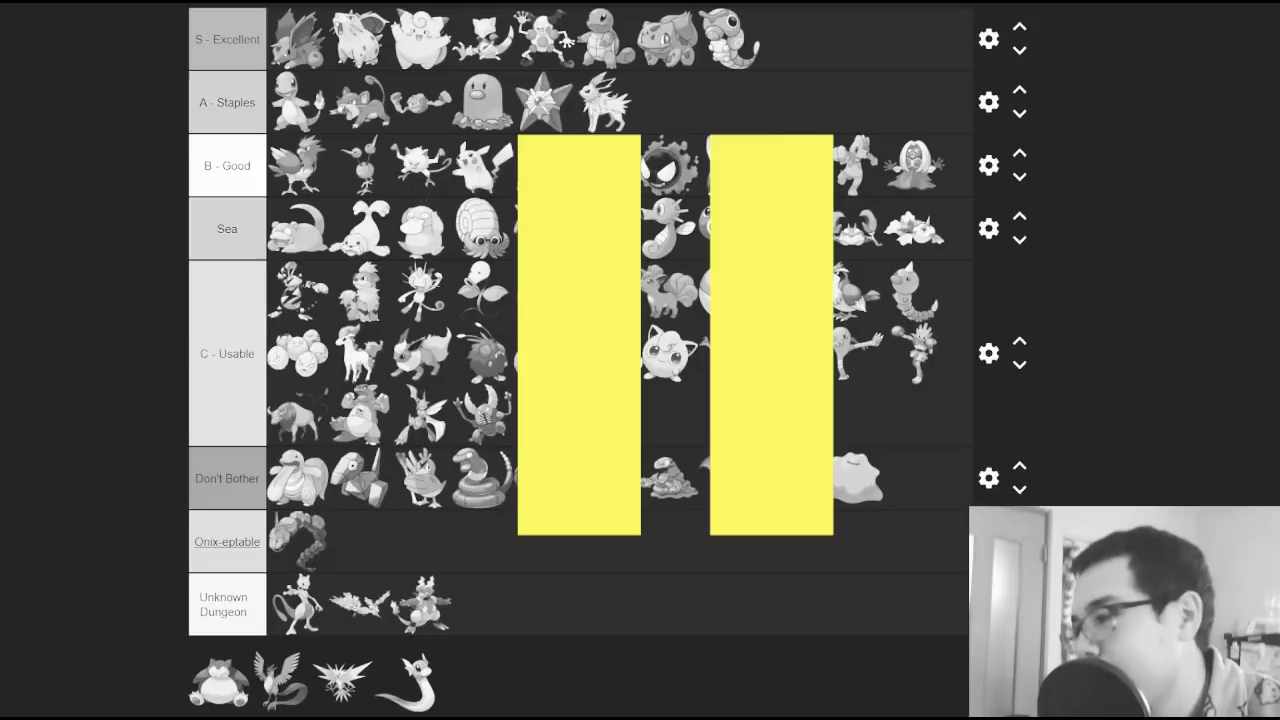 S - Excellent
A - Staples
B - Good
Sea
C - Usable
Don't Bother
Onix-eptable
Unknown
Dungeon